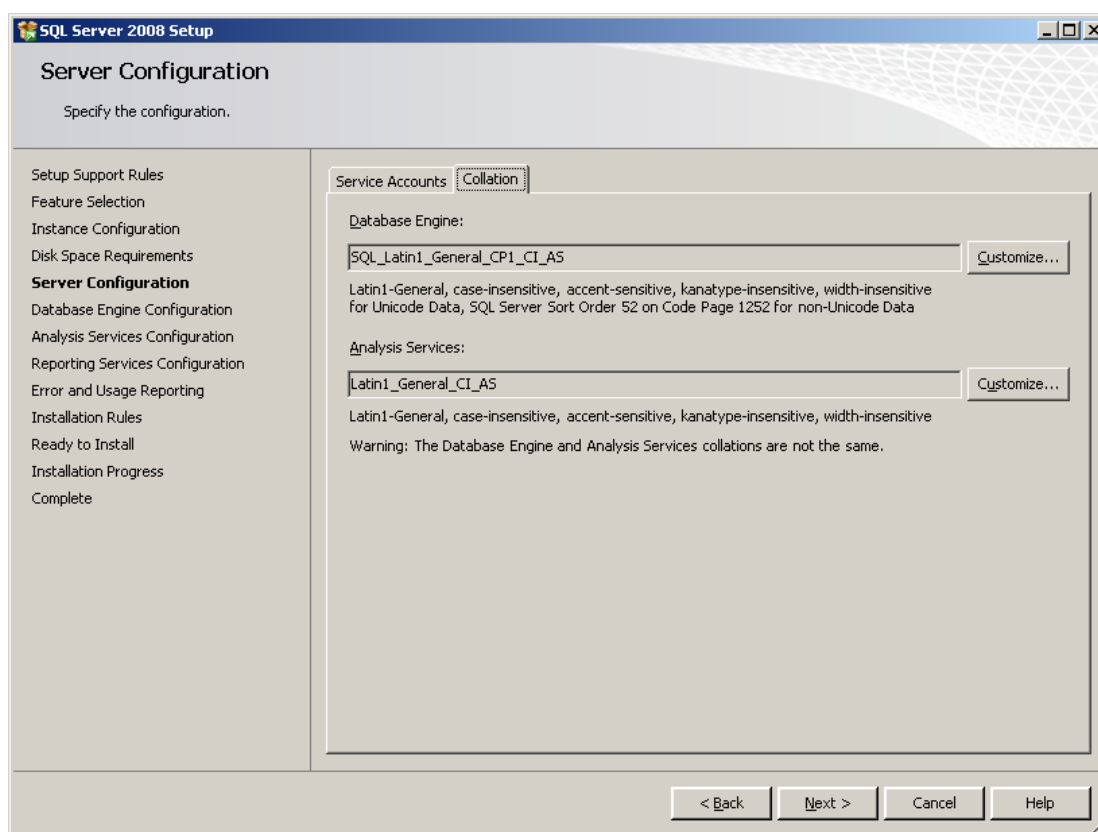 SQL Server 2008 Setup
Server Configuration
Specify the configuration.
Setup Support Rules
Feature Selection
Instance Configuration
Disk Space Requirements
Server Configuration
Database Engine Configuration
Analysis Services Configuration
Reporting Services Configuration
Error and Usage Reporting
Installation Rules
Ready to Install
Installation Progress
Complete
Service Accounts Collation
Database Engine:
SQL_Latin1_General_CP1_CI_AS Customize...
Latin1-General, case-insensitive, accent-sensitive, kanatype-insensitive, width-insensitive
for Unicode Data, SQL Server Sort Order 52 on Code Page 1252 for non-Unicode Data
Analysis Services:
Latin1_General_CI_AS Customize...
Latin1-General, case-insensitive, accent-sensitive, kanatype-insensitive, width-insensitive
Warning: The Database Engine and Analysis Services collations are not the same.
< Back Next > Cancel Help